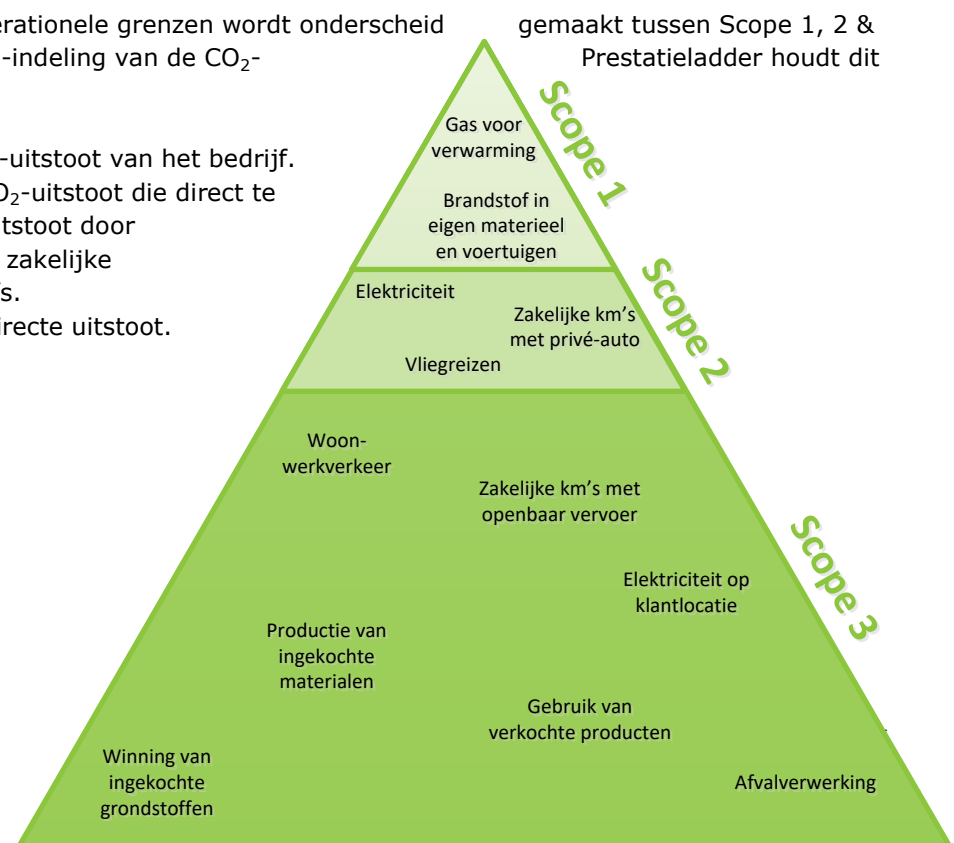 erationele grenzen wordt onderscheid gemaakt tussen Scope 1, 2 &
-indeling van de CO₂- Prestatieladder houdt dit
-uitstoot van het bedrijf.
O₂-uitstoot die direct te
tstoot door
zakelijke
s.
directe uitstoot.
Scope 1
Gas voor
verwarming
Brandstof in
eigen materieel
en voertuigen
Scope 2
Elektriciteit
Zakelijke km's
met privé-auto
Vliegreizen
Scope 3
Woon-
werkverkeer
Zakelijke km's met
openbaar vervoer
Elektriciteit op
klantlocatie
Productie van
ingekochte
materialen
Gebruik van
verkochte producten
Winning van
ingekochte
grondstoffen
Afvalverwerking